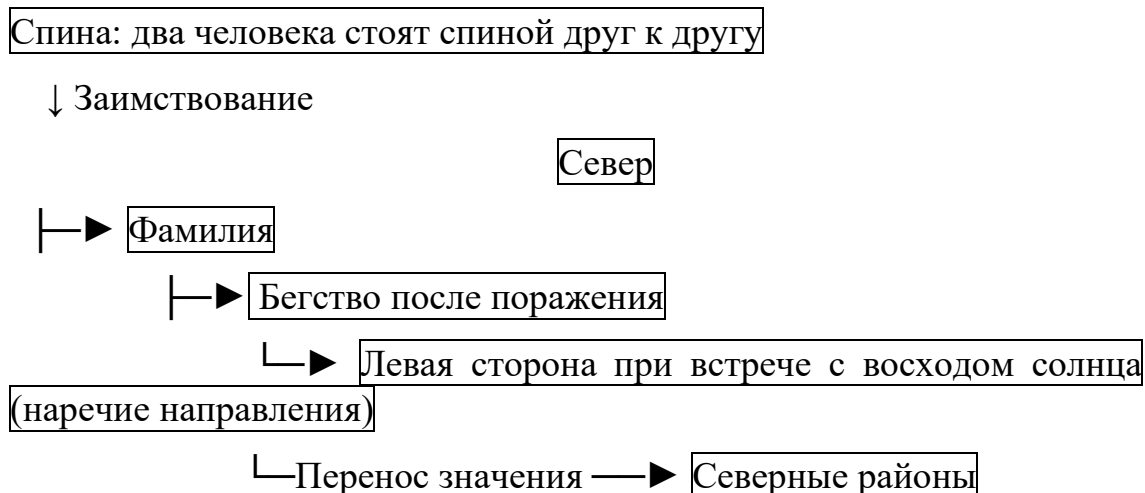 Спина: два человека стоят спиной друг к другу
↓ Заимствование
Север
├─► Фамилия
├─► Бегство после поражения
└─► Левая сторона при встрече с восходом солнца
(наречие направления)
└─Перенос значения ──► Северные районы